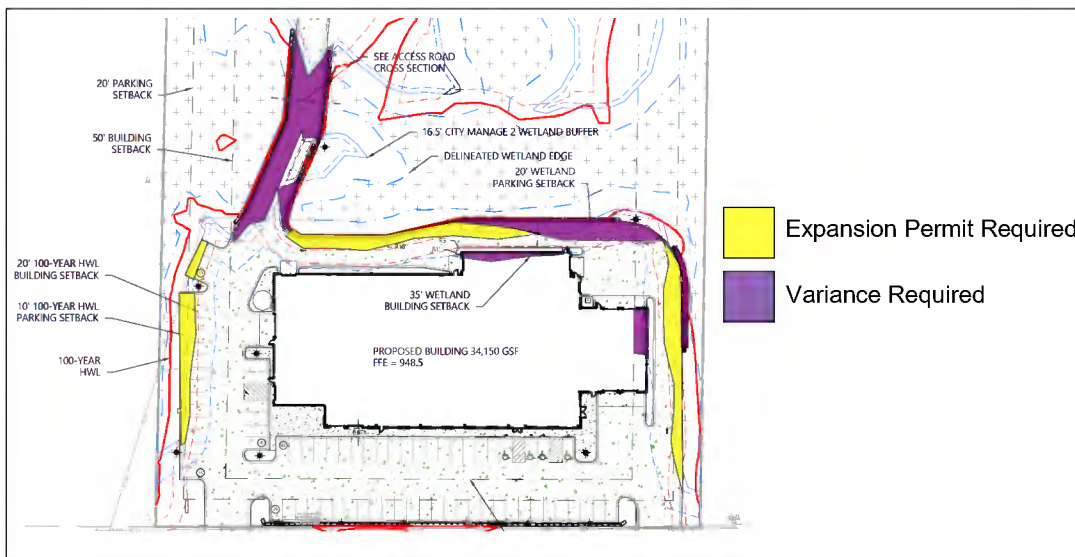 SEE ACCESS ROAD
CROSS SECTION
20' PARKING
SETBACK
50' BUILDING
SETBACK
16.5' CITY MANAGE 2 WETLAND BUFFER
DELINEATED WETLAND EDGE
20' WETLAND
PARKING SETBACK
Expansion Permit Required
Variance Required
20' 100-YEAR HWL
BUILDING SETBACK
10' 100-YEAR HWL
PARKING SETBACK
100-YEAR
HWL
35' WETLAND
BUILDING SETBACK
PROPOSED BUILDING 34,150 GSF
FFE = 948.5